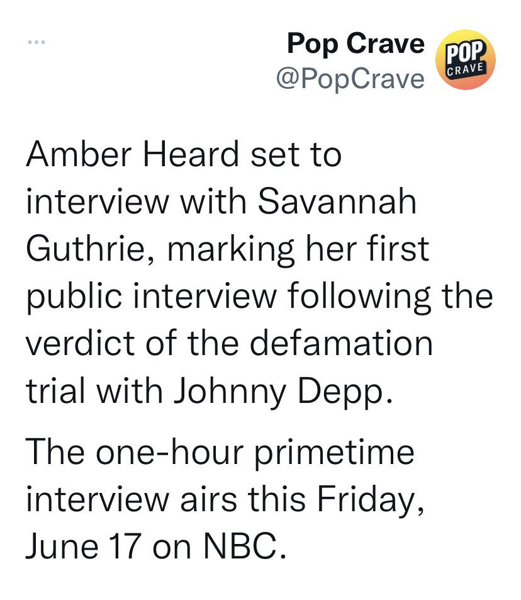 Pop Crave
@PopCrave
POP
CRAVE
Amber Heard set to
interview with Savannah
Guthrie, marking her first
public interview following the
verdict of the defamation
trial with Johnny Depp.
The one-hour primetime
interview airs this Friday,
June 17 on NBC.